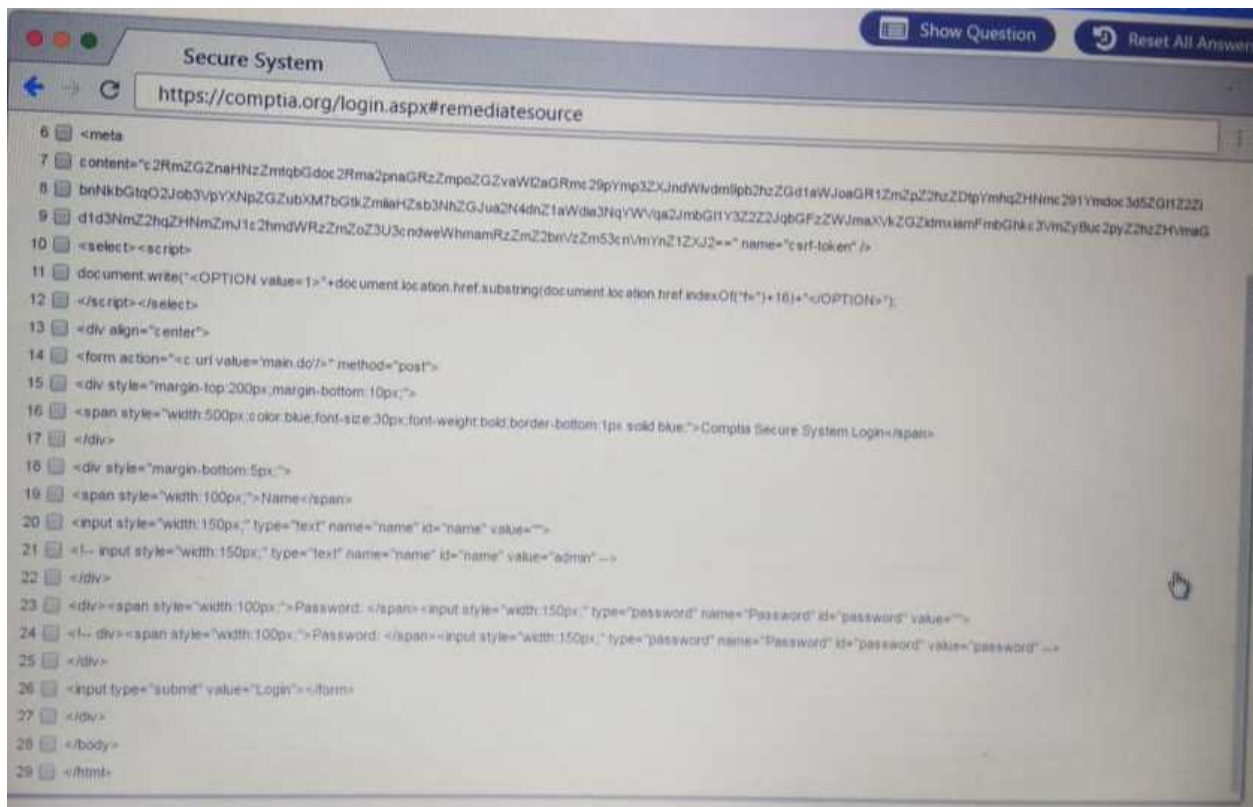 Show Question
Reset All Answer
Secure System
https://comptia.org/login.aspx#remediatesource
6 <meta
7
8
9 name="csrf-token" />
10 <select><script>
11 document.write("<OPTION value=1>"+document.location.href.substring(document.location.href.indexOf("f=")+16)+"</OPTION>");
12 </script></select>
13 <div align="center">
14 <form action="<c:url value='main.do'/>" method="post">
15 <div style="margin-top:200px;margin-bottom:10px;">
16 <span style="width:500px;color:blue;font-size:30px;font-weight:bold;border-bottom:1px solid blue;">Comptia Secure System Login</span>
17 </div>
18 <div style="margin-bottom:5px;">
19 <span style="width:100px;">Name</span>
20 <input style="width:150px;" type="text" name="name" id="name" value="">
21 <!-- input style="width:150px;" type="text" name="name" id="name" value="admin" -->
22 </div>
23 <div><span style="width:100px;">Password: </span><input style="width:150px;" type="password" name="Password" id="password" value="">
24 <!-- div><span style="width:100px;">Password: </span><input style="width:150px;" type="password" name="Password" id="password" value="password" -->
25 </div>
26 <input type="submit" value="Login"></form>
27 </div>
28 </body>
29 </html>